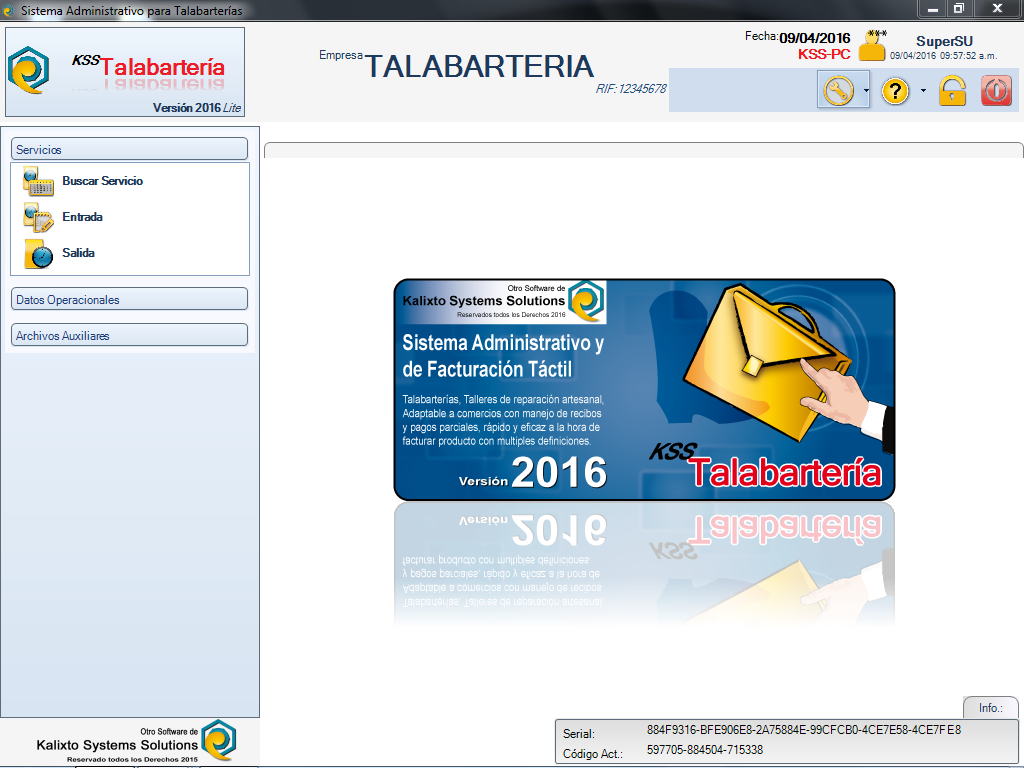 Sistema Administrativo para Talabarterías
KSS Talabartería
Versión 2016 Lite
Empresa TALABARTERIA
RIF: 12345678
Fecha: 09/04/2016
KSS-PC
***
SuperSU
09/04/2016 09:57:52 a.m.
Servicios
Buscar Servicio
Entrada
Salida
Datos Operacionales
Archivos Auxiliares
Otro Software de
Kalixto Systems Solutions
Reservados todos los Derechos 2016
Sistema Administrativo y
de Facturación Táctil
Talabarterías, Talleres de reparación artesanal,
Adaptable a comercios con manejo de recibos
y pagos parciales, rápido y eficaz a la hora de
facturar producto con multiples definiciones.
Versión 2016
KSS Talabartería
Otro Software de
Kalixto Systems Solutions
Reservado todos los Derechos 2015
Info.:
Serial: 884F9316-BFE906E8-2A75884E-99CFCB0-4CE7E58-4CE7FE8
Código Act.: 597705-884504-715338